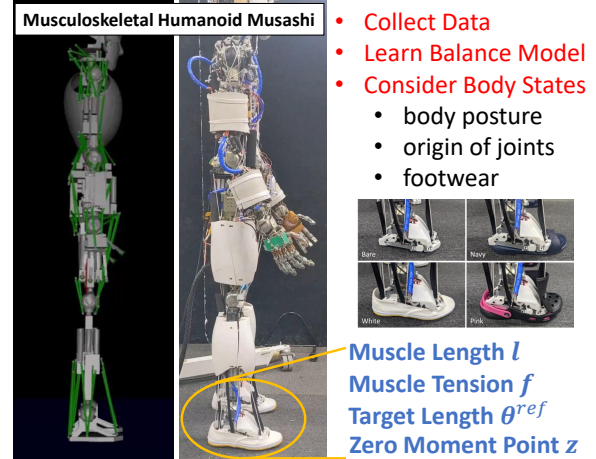 Musculoskeletal Humanoid Musashi
• Collect Data
• Learn Balance Model
• Consider Body States
• body posture
• origin of joints
• footwear
Bare
Navy
White
Pink
Muscle Length l
Muscle Tension f
Target Length θ^ref
Zero Moment Point z